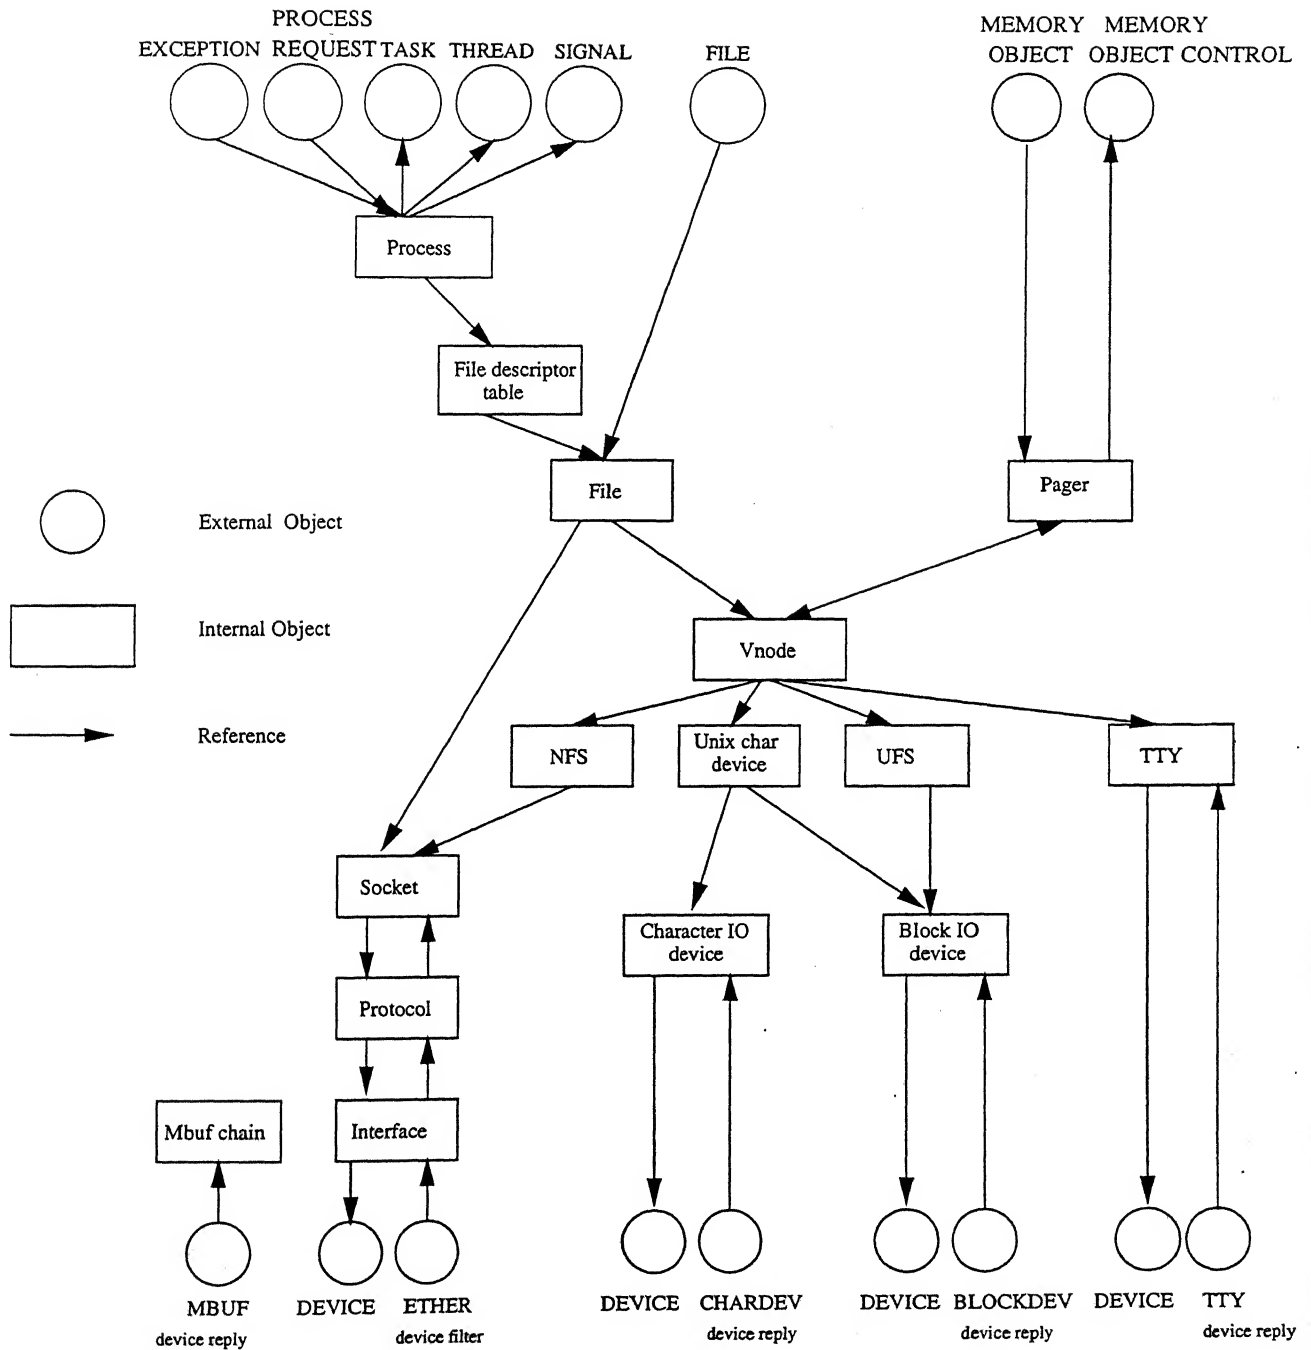 PROCESS
EXCEPTION REQUEST TASK THREAD SIGNAL FILE
MEMORY MEMORY
OBJECT OBJECT CONTROL
Process
File descriptor
table
File
Pager
External Object
Internal Object
Reference
Vnode
NFS
Unix char
device
UFS
TTY
Socket
Character IO
device
Block IO
device
Protocol
Mbuf chain
Interface
MBUF
device reply
DEVICE
ETHER
device filter
DEVICE
CHARDEV
device reply
DEVICE
BLOCKDEV
device reply
DEVICE
TTY
device reply